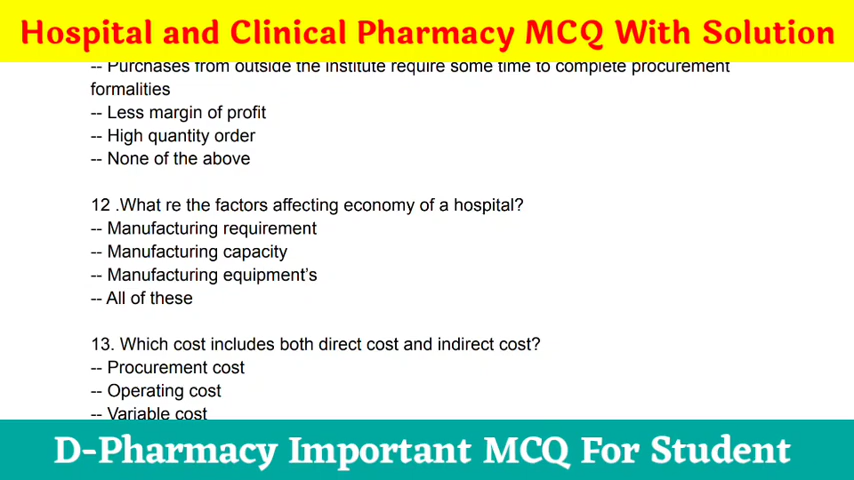 Hospital and Clinical Pharmacy MCQ With Solution
-- Purchases from outside the institute require some time to complete procurement
formalities
-- Less margin of profit
-- High quantity order
-- None of the above
12 .What re the factors affecting economy of a hospital?
-- Manufacturing requirement
-- Manufacturing capacity
-- Manufacturing equipment’s
-- All of these
13. Which cost includes both direct cost and indirect cost?
-- Procurement cost
-- Operating cost
-- Variable cost
D-Pharmacy Important MCQ For Student